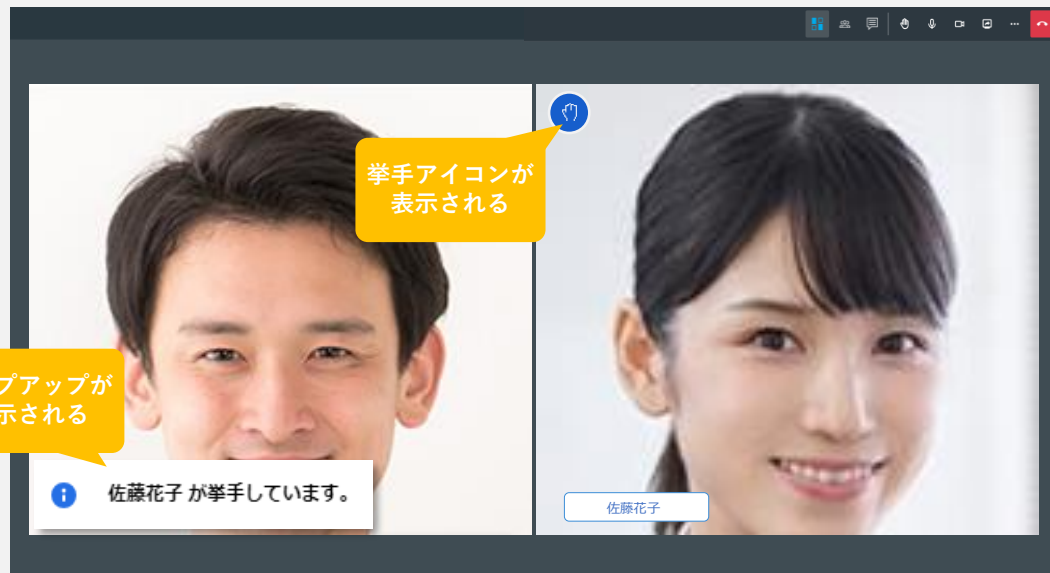 挙手アイコンが
表示される
プアップが
示される
佐藤花子 が挙手しています。
佐藤花子